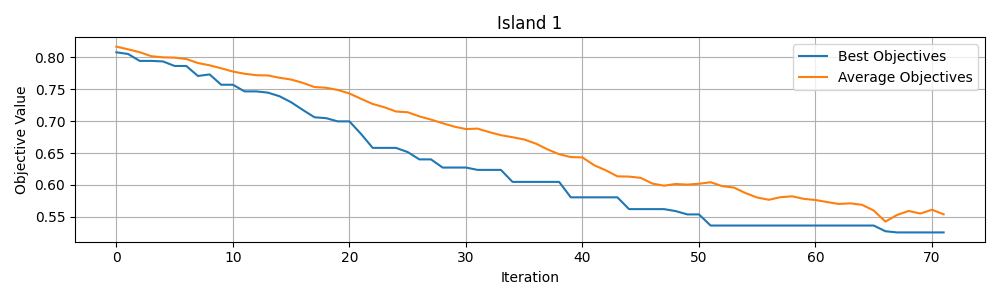 Island 1
Objective Value
0.80
0.75
0.70
0.65
0.60
0.55
Best Objectives
Average Objectives
0 10 20 30 40 50 60 70
Iteration